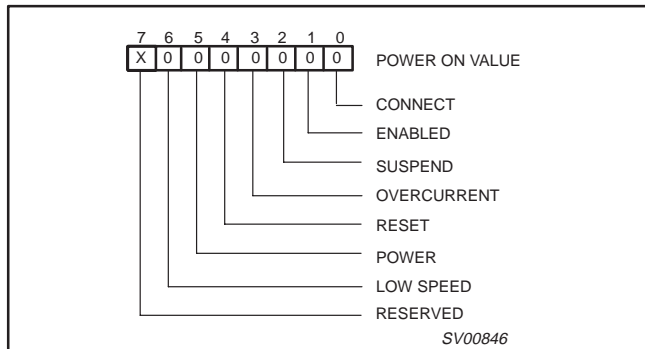 7 6 5 4 3 2 1 0
X 0 0 0 0 0 0 0 POWER ON VALUE
CONNECT
ENABLED
SUSPEND
OVERCURRENT
RESET
POWER
LOW SPEED
RESERVED
SV00846